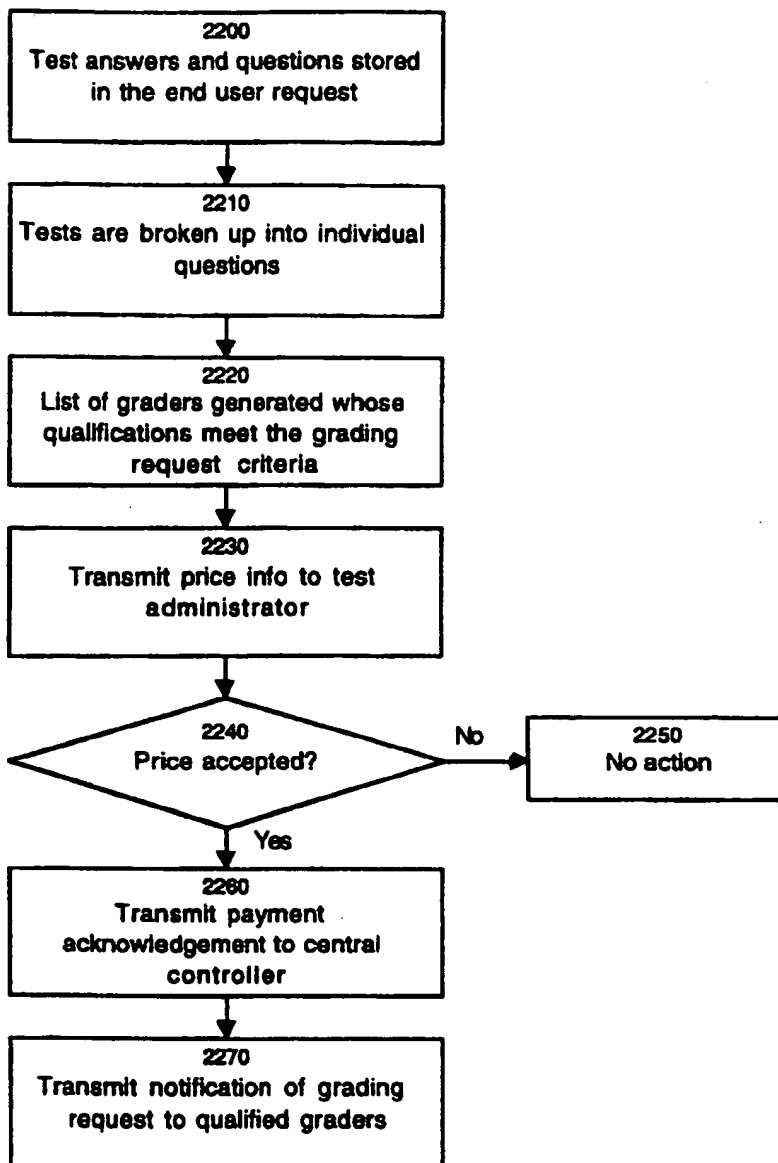 2200
Test answers and questions stored
in the end user request
2210
Tests are broken up into individual
questions
2220
List of graders generated whose
qualifications meet the grading
request criteria
2230
Transmit price info to test
administrator
2240
Price accepted?
No
2250
No action
Yes
2260
Transmit payment
acknowledgement to central
controller
2270
Transmit notification of grading
request to qualified graders